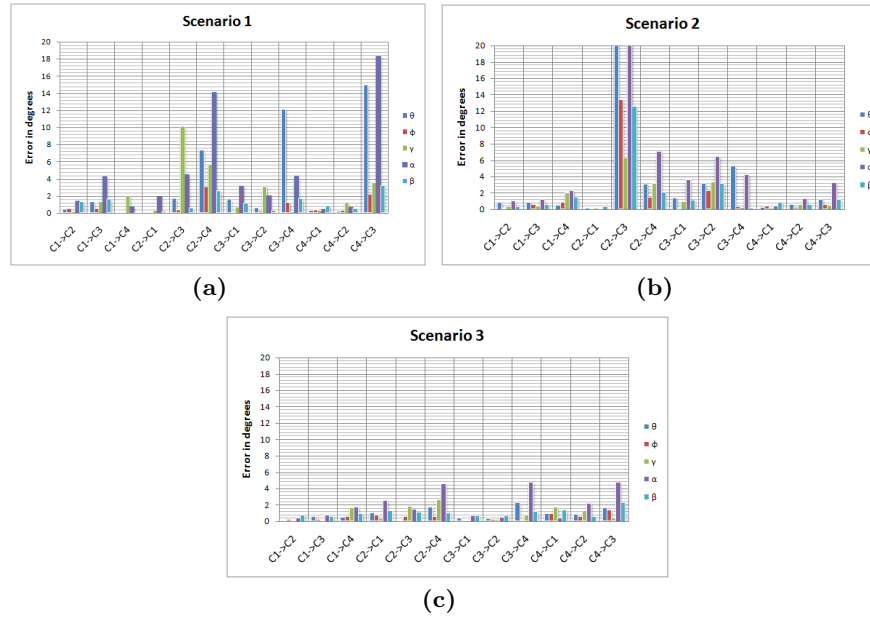 Scenario 1
Error in degrees
20
18
16
14
12
10
8
6
4
2
0
C1->C2
C1->C3
C1->C4
C2->C1
C2->C3
C2->C4
C3->C1
C3->C2
C3->C4
C4->C1
C4->C2
C4->C3
θ
ф
γ
α
β
(a)
Scenario 2
Error in degrees
20
18
16
14
12
10
8
6
4
2
0
C1->C2
C1->C3
C1->C4
C2->C1
C2->C3
C2->C4
C3->C1
C3->C2
C3->C4
C4->C1
C4->C2
C4->C3
θ
ф
γ
α
β
(b)
Scenario 3
Error in degrees
20
18
16
14
12
10
8
6
4
2
0
C1->C2
C1->C3
C1->C4
C2->C1
C2->C3
C2->C4
C3->C1
C3->C2
C3->C4
C4->C1
C4->C2
C4->C3
θ
ф
γ
α
β
(c)